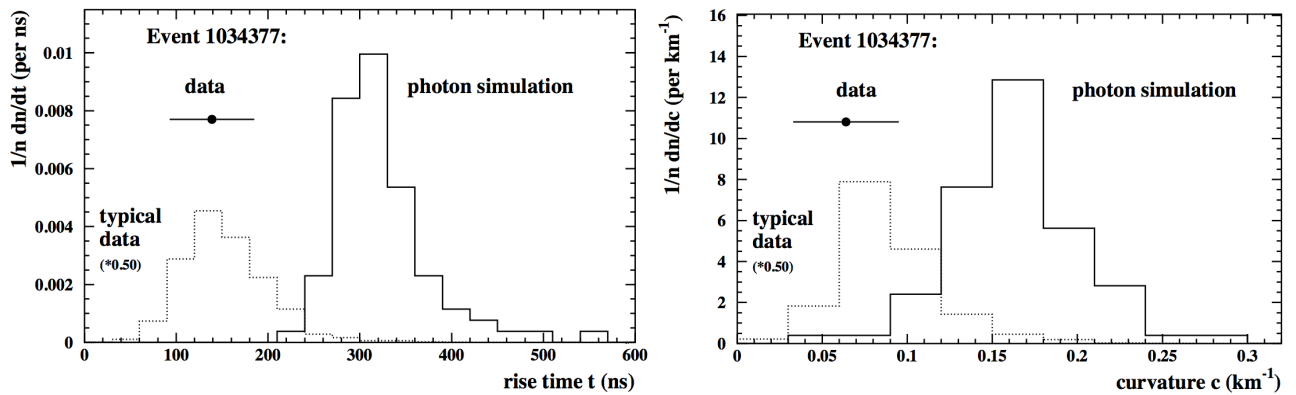 1/n dn/dt (per ns)
0.01
0.008
0.006
0.004
0.002
0
Event 1034377:
data
photon simulation
typical
data
(*0.50)
0 100 200 300 400 500 600
rise time t (ns)
1/n dn/dc (per km-1)
16
14
12
10
8
6
4
2
0
Event 1034377:
data
photon simulation
typical
data
(*0.50)
0 0.05 0.1 0.15 0.2 0.25 0.3
curvature c (km-1)